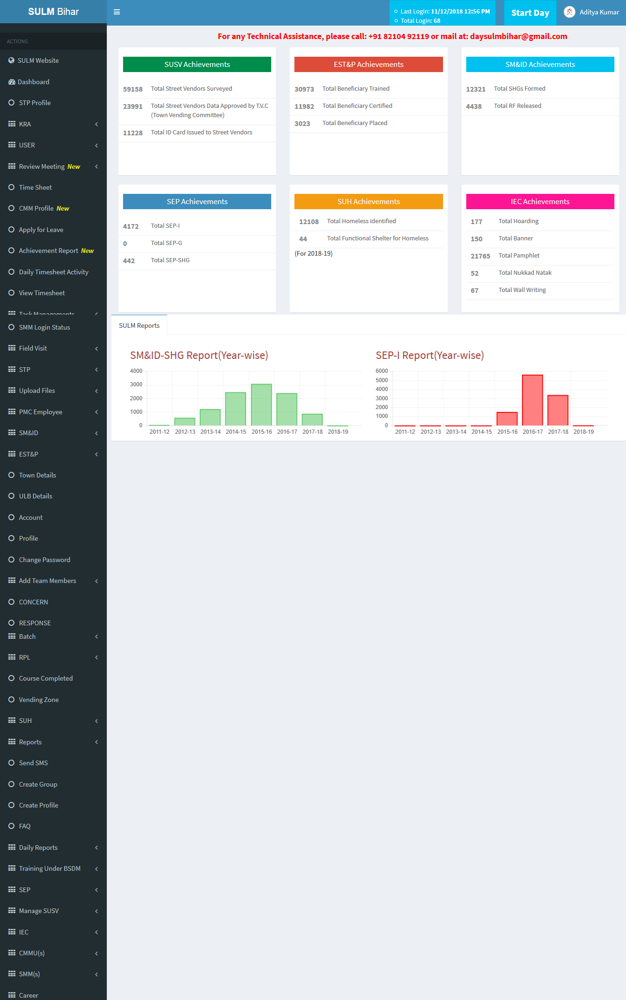 SULM Bihar
Last Login: 11/12/2018 12:56 PM
Total Login: 68
Start Day
Aditya Kumar
ACTIONS
SULM Website
Dashboard
STP Profile
KRA
USER
Review Meeting New
Time Sheet
CMM Profile New
Apply for Leave
Achievement Report New
Daily Timesheet Activity
View Timesheet
Task Managements
SMM Login Status
Field Visit
STP
Upload Files
PMC Employee
SM&ID
EST&P
Town Details
ULB Details
Account
Profile
Change Password
Add Team Members
CONCERN
RESPONSE
Batch
RPL
Course Completed
Vending Zone
SUH
Reports
Send SMS
Create Group
Create Profile
FAQ
Daily Reports
Training Under BSDM
SEP
Manage SUSV
IEC
CMMU(s)
SMM(s)
Career
For any Technical Assistance, please call: +91 82104 92119 or mail at: daysulmbihar@gmail.com
SUSV Achievements
59158 Total Street Vendors Surveyed
23991 Total Street Vendors Data Approved by T.V.C
(Town Vending Committee)
11228 Total ID Card Issued to Street Vendors
EST&P Achievements
30973 Total Beneficiary Trained
11982 Total Beneficiary Certified
3023 Total Beneficiary Placed
SM&ID Achievements
12321 Total SHGs Formed
4438 Total RF Released
SEP Achievements
4172 Total SEP-I
0 Total SEP-G
442 Total SEP-SHG
SUH Achievements
12108 Total Homeless Identified
44 Total Functional Shelter for Homeless
(For 2018-19)
IEC Achievements
177 Total Hoarding
150 Total Banner
21765 Total Pamphlet
52 Total Nukkad Natak
67 Total Wall Writing
SULM Reports
SM&ID-SHG Report(Year-wise)
4000
3000
2000
1000
0
2011-12 2012-13 2013-14 2014-15 2015-16 2016-17 2017-18 2018-19
SEP-I Report(Year-wise)
6000
5000
4000
3000
2000
1000
0
2011-12 2012-13 2013-14 2014-15 2015-16 2016-17 2017-18 2018-19